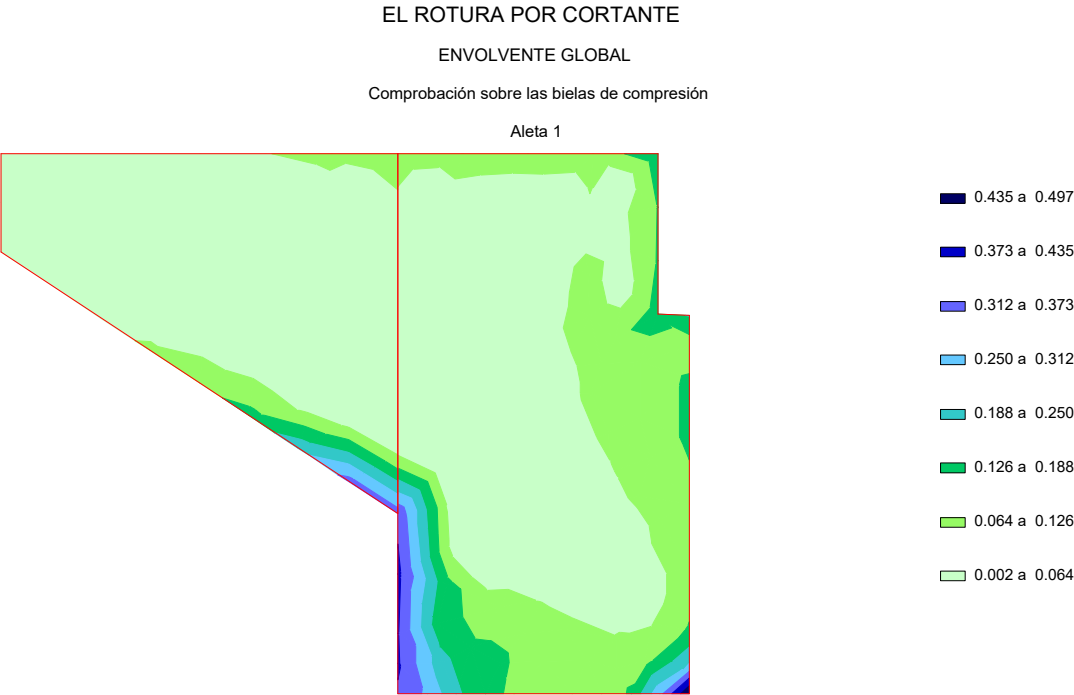 EL ROTURA POR CORTANTE
ENVOLVENTE GLOBAL
Comprobación sobre las bielas de compresión
Aleta 1
0.435 a 0.497
0.373 a 0.435
0.312 a 0.373
0.250 a 0.312
0.188 a 0.250
0.126 a 0.188
0.064 a 0.126
0.002 a 0.064